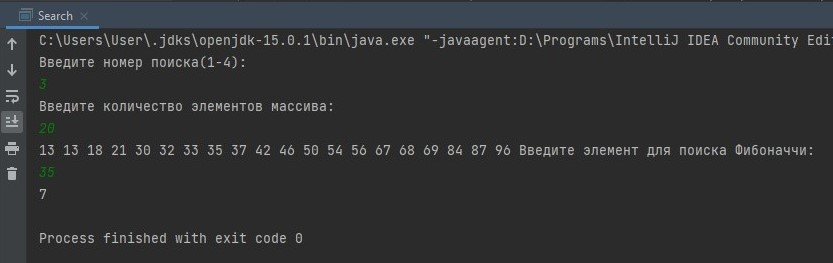 Search
C:\Users\User\.jdks\openjdk-15.0.1\bin\java.exe "-javaagent:D:\Programs\IntelliJ IDEA Community Edi
Введите номер поиска(1-4):
3
Введите количество элементов массива:
20
13 13 18 21 30 32 33 35 37 42 46 50 54 56 67 68 69 84 87 96 Введите элемент для поиска Фибоначчи:
35
7
Process finished with exit code 0